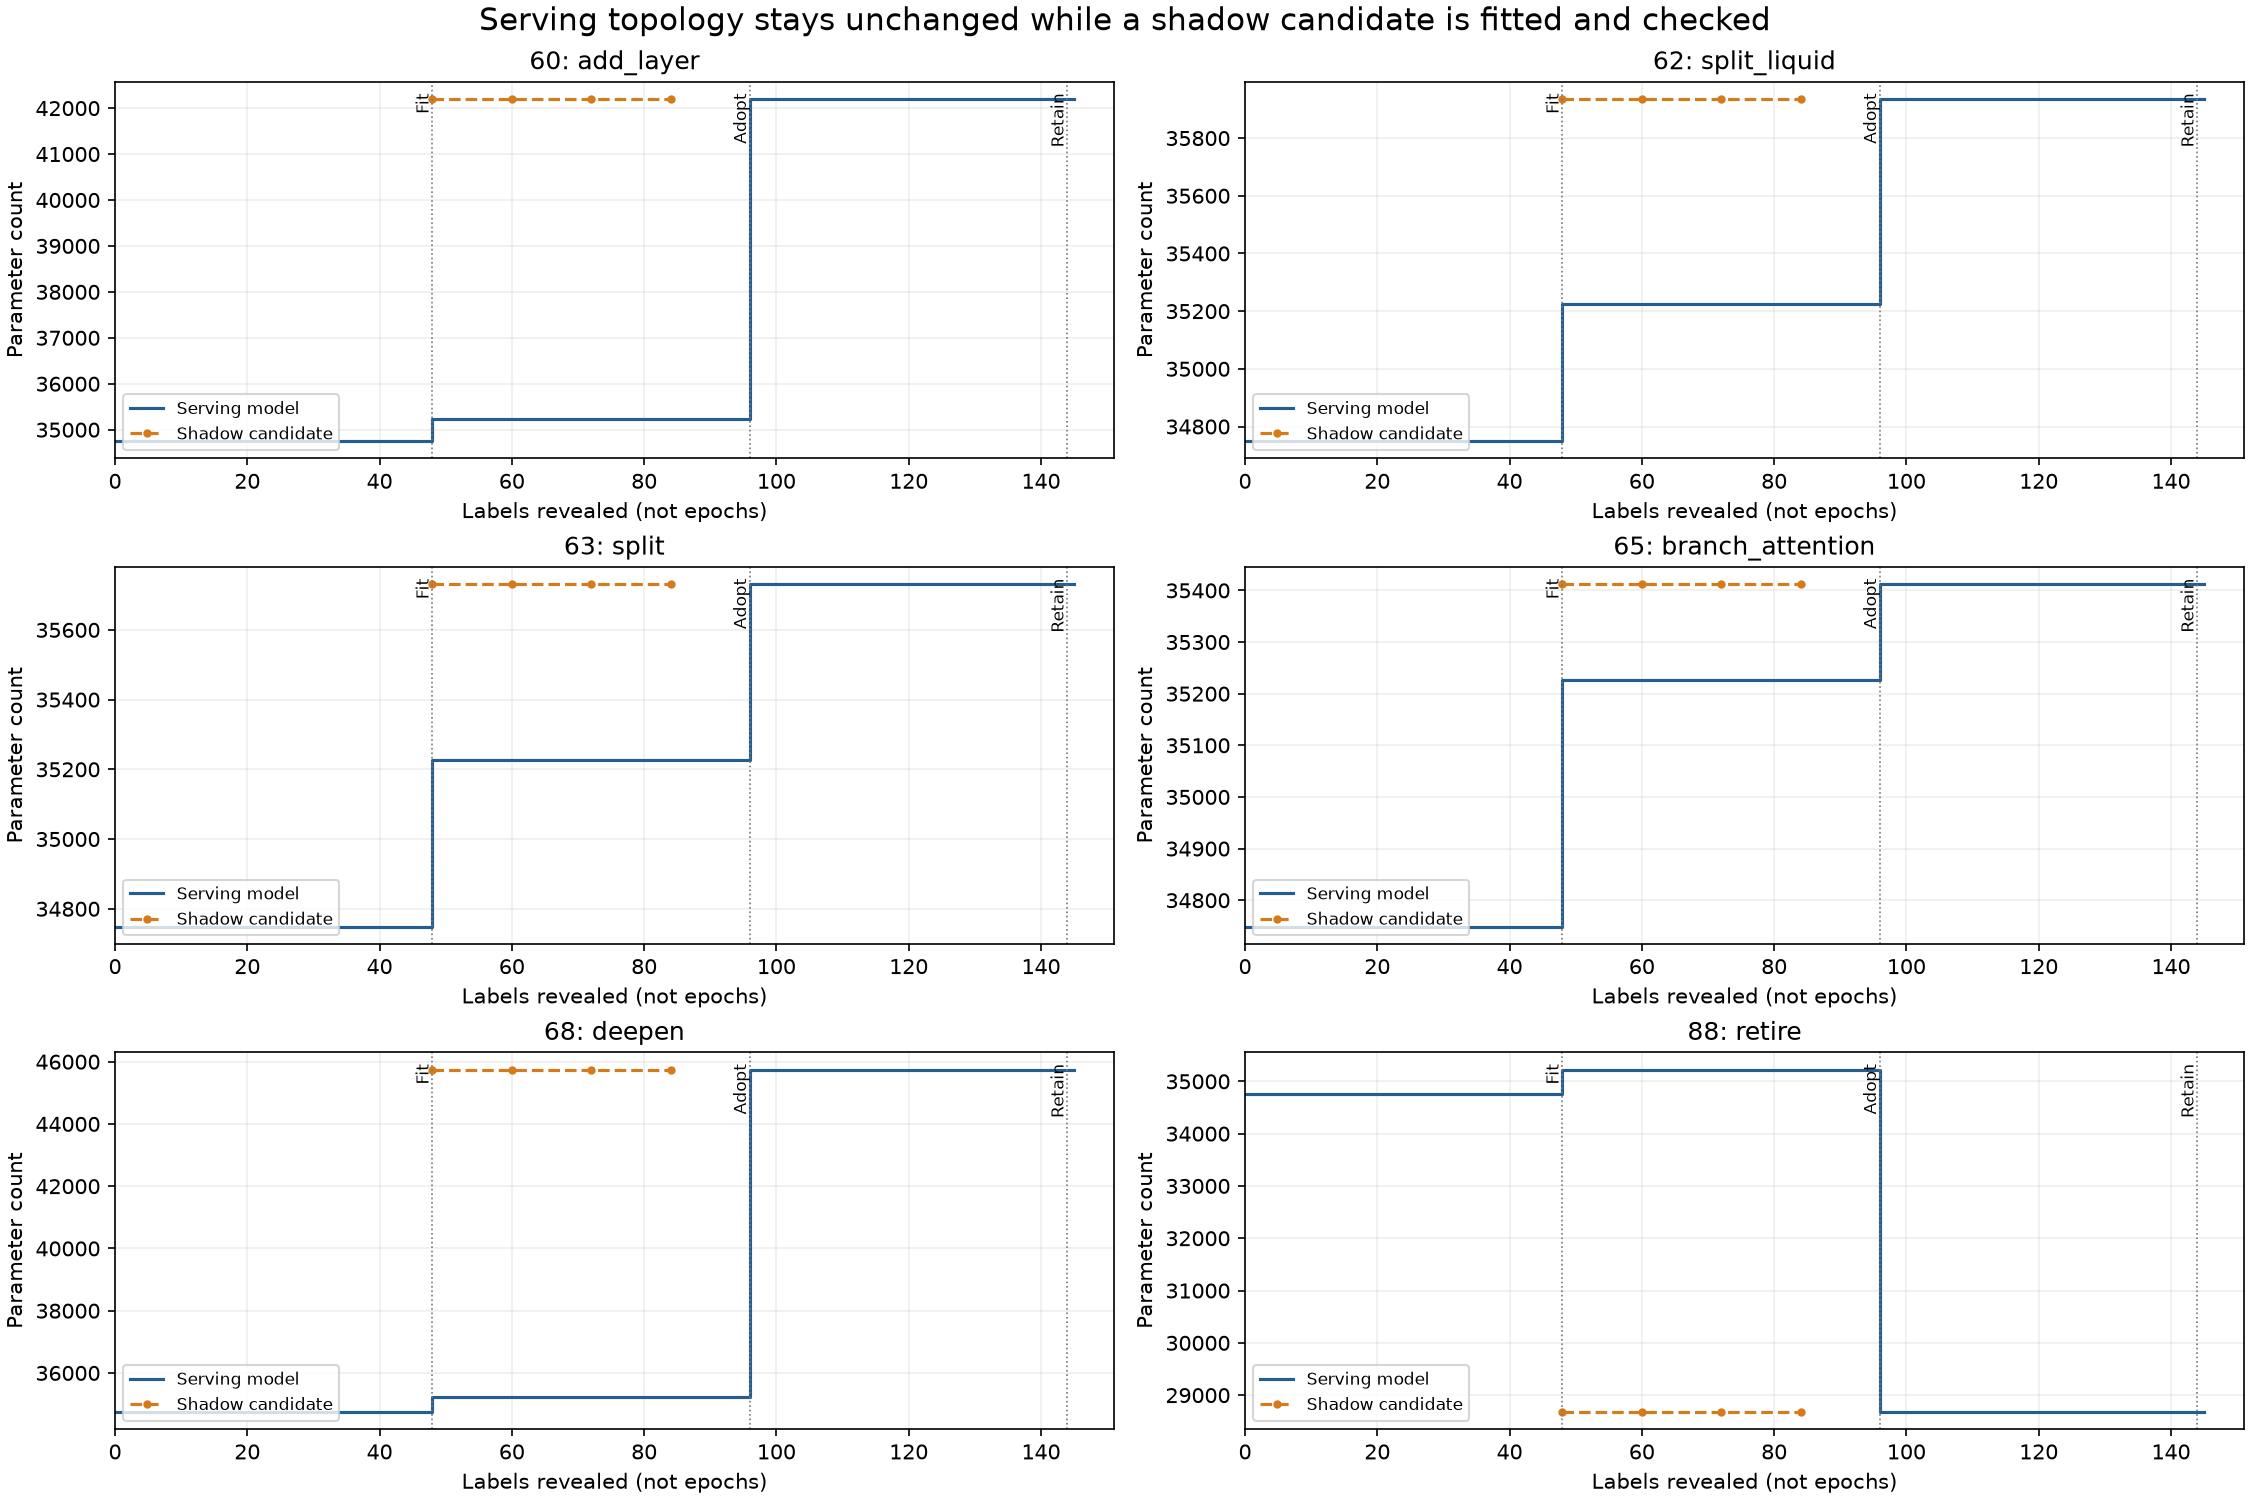 Serving topology stays unchanged while a shadow candidate is fitted and checked
60: add_layer
Parameter count
42000
41000
40000
39000
38000
37000
36000
35000
Fit
Adopt
Retain
Serving model
Shadow candidate
0 20 40 60 80 100 120 140
Labels revealed (not epochs)
62: split_liquid
Parameter count
35800
35600
35400
35200
35000
34800
Fit
Adopt
Retain
Serving model
Shadow candidate
0 20 40 60 80 100 120 140
Labels revealed (not epochs)
63: split
Parameter count
35600
35400
35200
35000
34800
Fit
Adopt
Retain
Serving model
Shadow candidate
0 20 40 60 80 100 120 140
Labels revealed (not epochs)
65: branch_attention
Parameter count
35400
35300
35200
35100
35000
34900
34800
Fit
Adopt
Retain
Serving model
Shadow candidate
0 20 40 60 80 100 120 140
Labels revealed (not epochs)
68: deepen
Parameter count
46000
44000
42000
40000
38000
36000
Fit
Adopt
Retain
Serving model
Shadow candidate
0 20 40 60 80 100 120 140
Labels revealed (not epochs)
88: retire
Parameter count
35000
34000
33000
32000
31000
30000
29000
Fit
Adopt
Retain
Serving model
Shadow candidate
0 20 40 60 80 100 120 140
Labels revealed (not epochs)